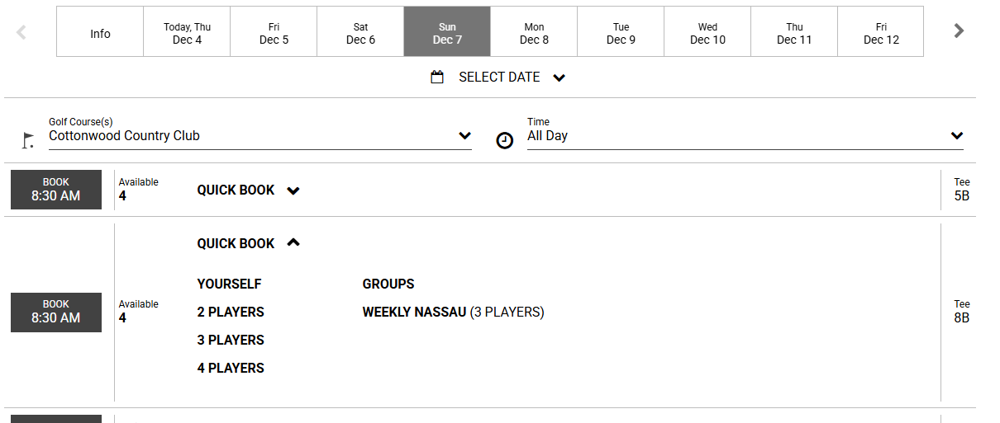 Info
Today, Thu
Dec 4
Fri
Dec 5
Sat
Dec 6
Sun
Dec 7
Mon
Dec 8
Tue
Dec 9
Wed
Dec 10
Thu
Dec 11
Fri
Dec 12
SELECT DATE
Golf Course(s)
Cottonwood Country Club
Time
All Day
BOOK
8:30 AM
Available
4
QUICK BOOK
Tee
5B
BOOK
8:30 AM
Available
4
QUICK BOOK
YOURSELF
2 PLAYERS
3 PLAYERS
4 PLAYERS
GROUPS
WEEKLY NASSAU (3 PLAYERS)
Tee
8B